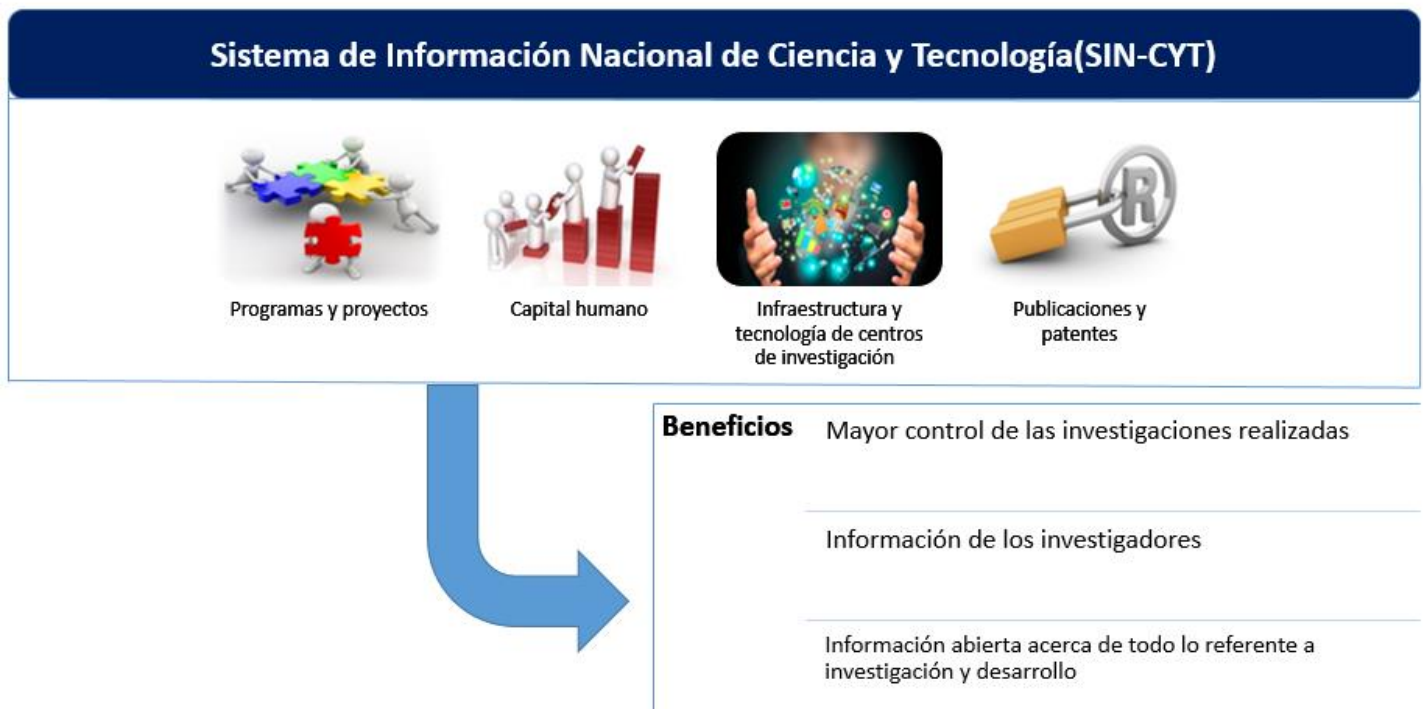 Sistema de Información Nacional de Ciencia y Tecnología(SIN-CYT)
Programas y proyectos
Capital humano
Infraestructura y
tecnología de centros
de investigación
R
Publicaciones y
patentes
Beneficios
Mayor control de las investigaciones realizadas
Información de los investigadores
Información abierta acerca de todo lo referente a
investigación y desarrollo